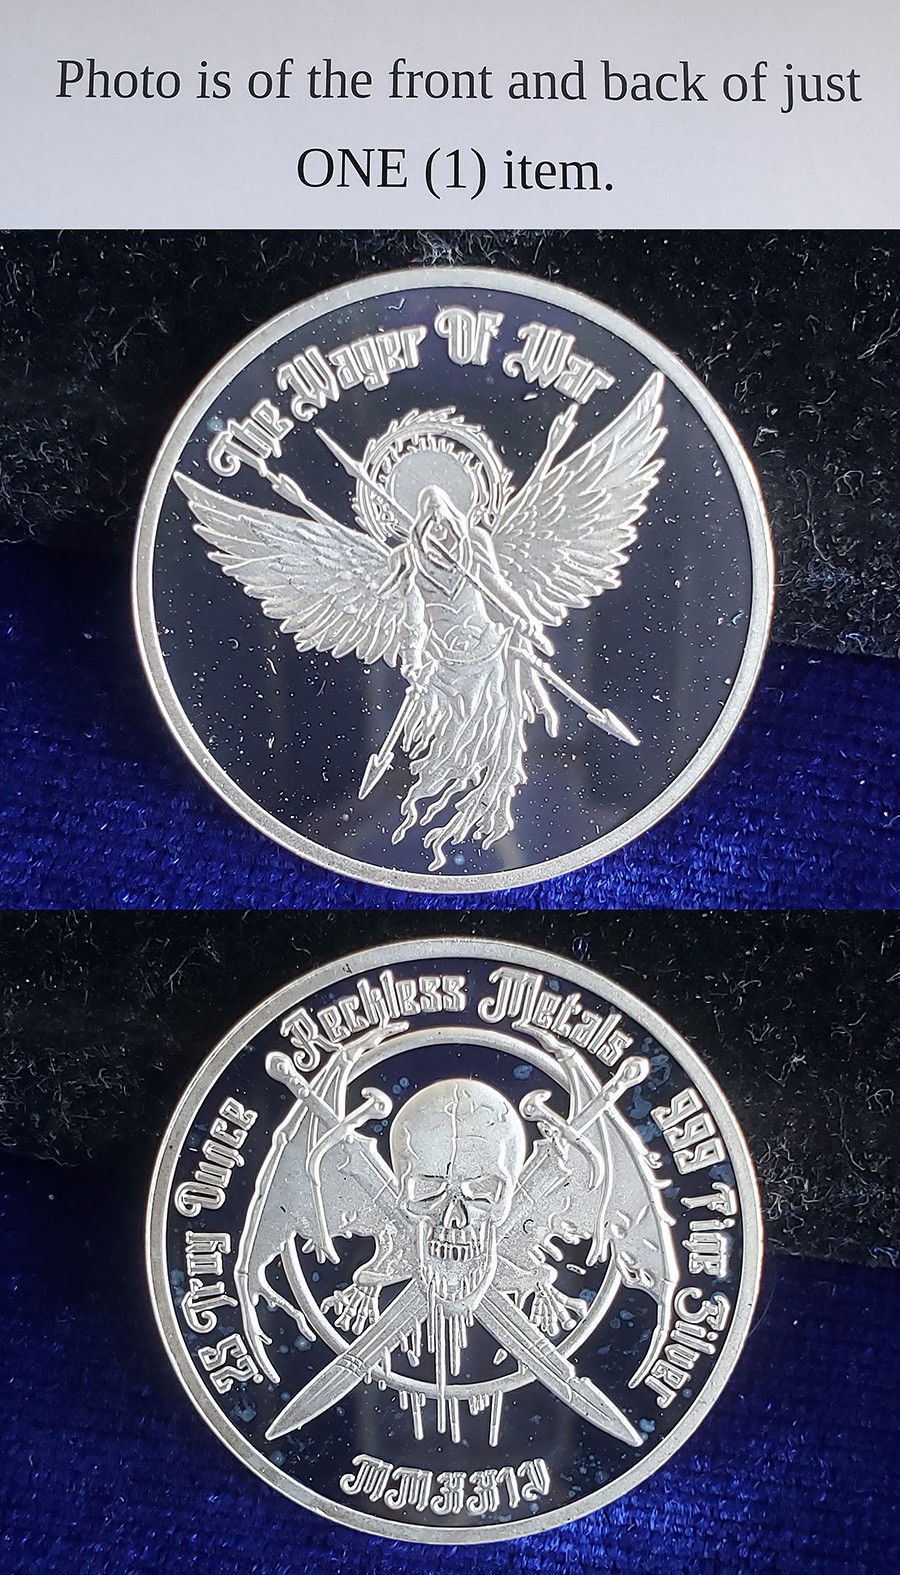 Photo is of the front and back of just
ONE (1) item.
The Wager Of War
Reckless Metals
.25 Troy Ounce
999 Fine Silver
MMXXIV